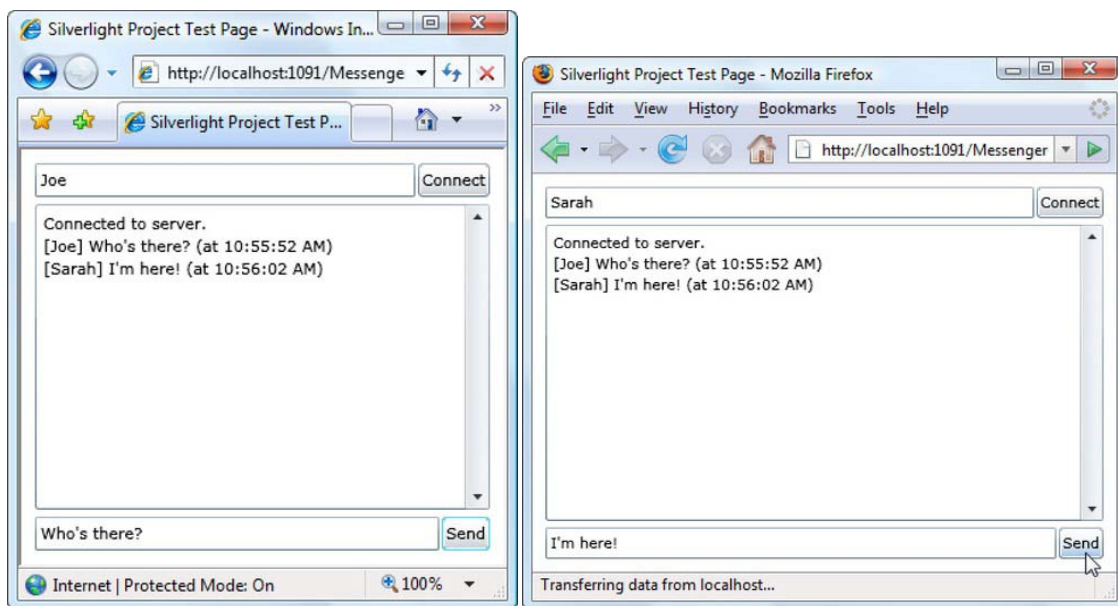 Silverlight Project Test Page - Windows In...
http://localhost:1091/Messenge
Silverlight Project Test P...
Joe
Connect
Connected to server.
[Joe] Who's there? (at 10:55:52 AM)
[Sarah] I'm here! (at 10:56:02 AM)
Who's there?
Send
Internet | Protected Mode: On
100%
Silverlight Project Test Page - Mozilla Firefox
File Edit View History Bookmarks Tools Help
http://localhost:1091/Messenger
Sarah
Connect
Connected to server.
[Joe] Who's there? (at 10:55:52 AM)
[Sarah] I'm here! (at 10:56:02 AM)
I'm here!
Send
Transferring data from localhost...